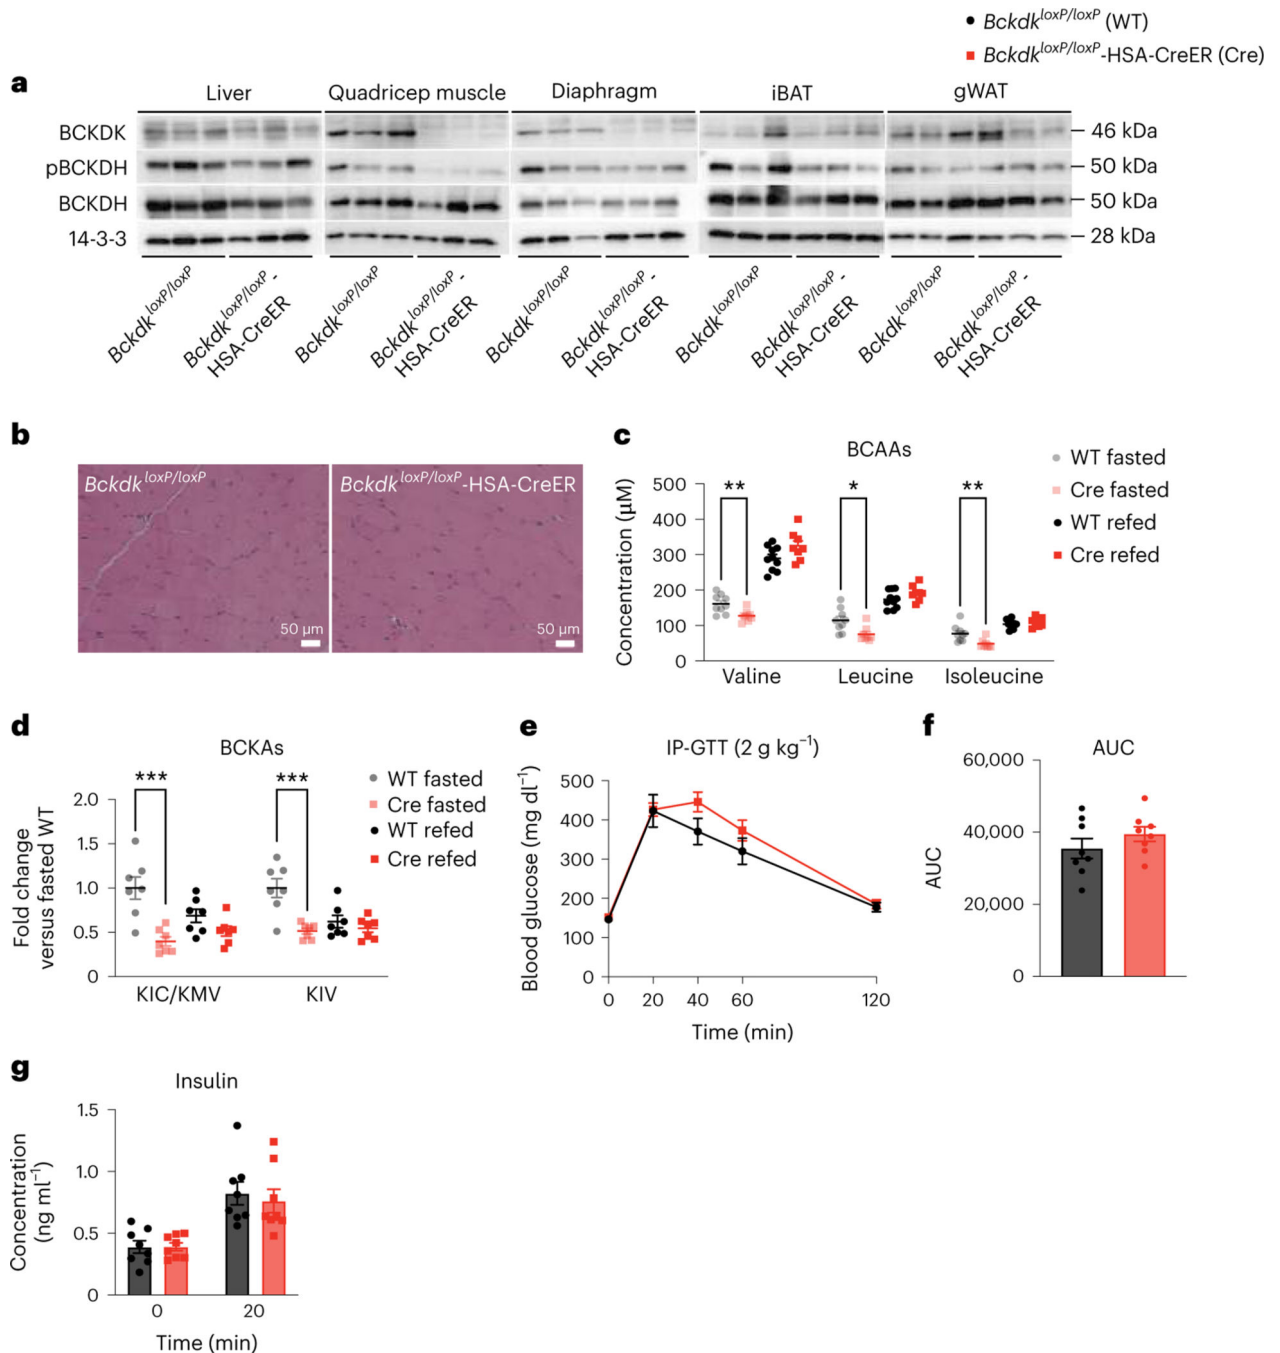 Bckdk loxP/loxP (WT)
Bckdk loxP/loxP-HSA-CreER (Cre)
a
Liver Quadricep muscle Diaphragm iBAT gWAT
BCKDK 46 kDa
pBCKDH 50 kDa
BCKDH 50 kDa
14-3-3 28 kDa
Bckdk loxP/loxP
Bckdk loxP/loxP-
HSA-CreER
Bckdk loxP/loxP
Bckdk loxP/loxP-
HSA-CreER
Bckdk loxP/loxP
Bckdk loxP/loxP-
HSA-CreER
Bckdk loxP/loxP
Bckdk loxP/loxP-
HSA-CreER
Bckdk loxP/loxP
Bckdk loxP/loxP-
HSA-CreER
b
Bckdk loxP/loxP
50 µm
Bckdk loxP/loxP-HSA-CreER
50 µm
c
BCAAs
Concentration (µM)
500
400
300
200
100
0
** * **
Valine Leucine Isoleucine
WT fasted
Cre fasted
WT refed
Cre refed
d
BCKAs
Fold change
versus fasted WT
2.0
1.5
1.0
0.5
0
*** ***
KIC/KMV KIV
WT fasted
Cre fasted
WT refed
Cre refed
e
IP-GTT (2 g kg⁻¹)
Blood glucose (mg dl⁻¹)
500
400
300
200
100
0
0 20 40 60 120
Time (min)
f
AUC
AUC
60,000
40,000
20,000
0
g
Insulin
Concentration
(ng ml⁻¹)
1.5
1.0
0.5
0
0 20
Time (min)